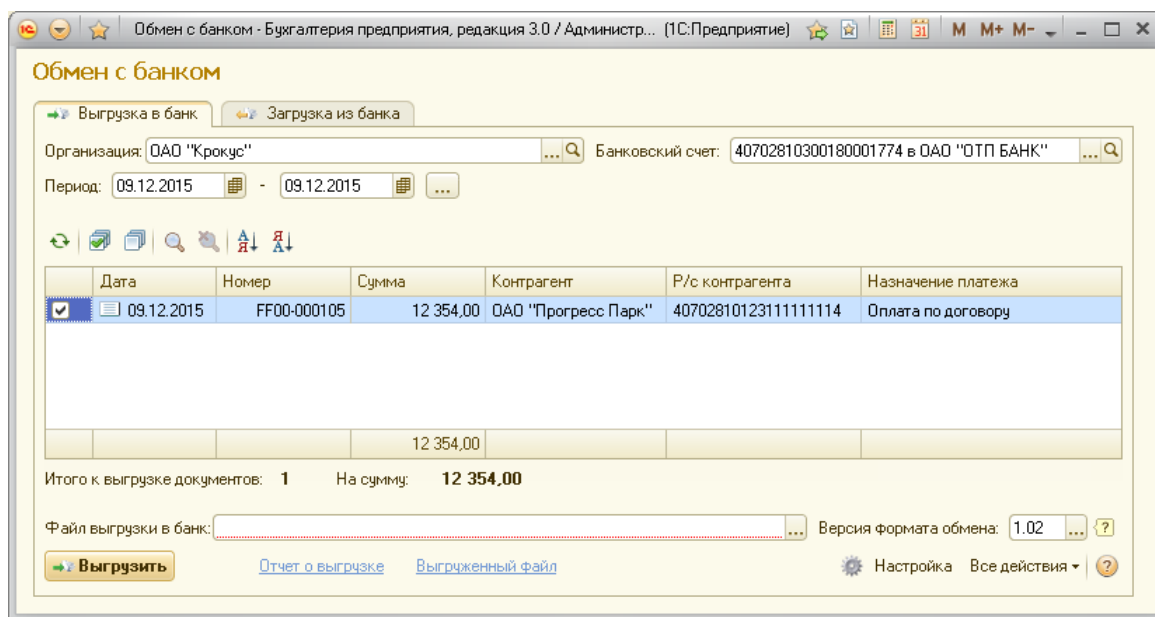 1С Обмен с банком - Бухгалтерия предприятия, редакция 3.0 / Администр... (1С:Предприятие) 31 M M+ M-
Обмен с банком
Выгрузка в банк Загрузка из банка
Организация: ОАО "Крокус" ... Банковский счет: 40702810300180001774 в ОАО "ОТП БАНК" ...
Период: 09.12.2015 - 09.12.2015 ...
А Я Я А
Дата Номер Сумма Контрагент Р/с контрагента Назначение платежа
09.12.2015 FF00-000105 12 354,00 ОАО "Прогресс Парк" 40702810123111111114 Оплата по договору
12 354,00
Итого к выгрузке документов: 1 На сумму: 12 354,00
Файл выгрузки в банк: ... Версия формата обмена: 1.02 ... ?
Выгрузить Отчет о выгрузке Выгруженный файл Настройка Все действия ?